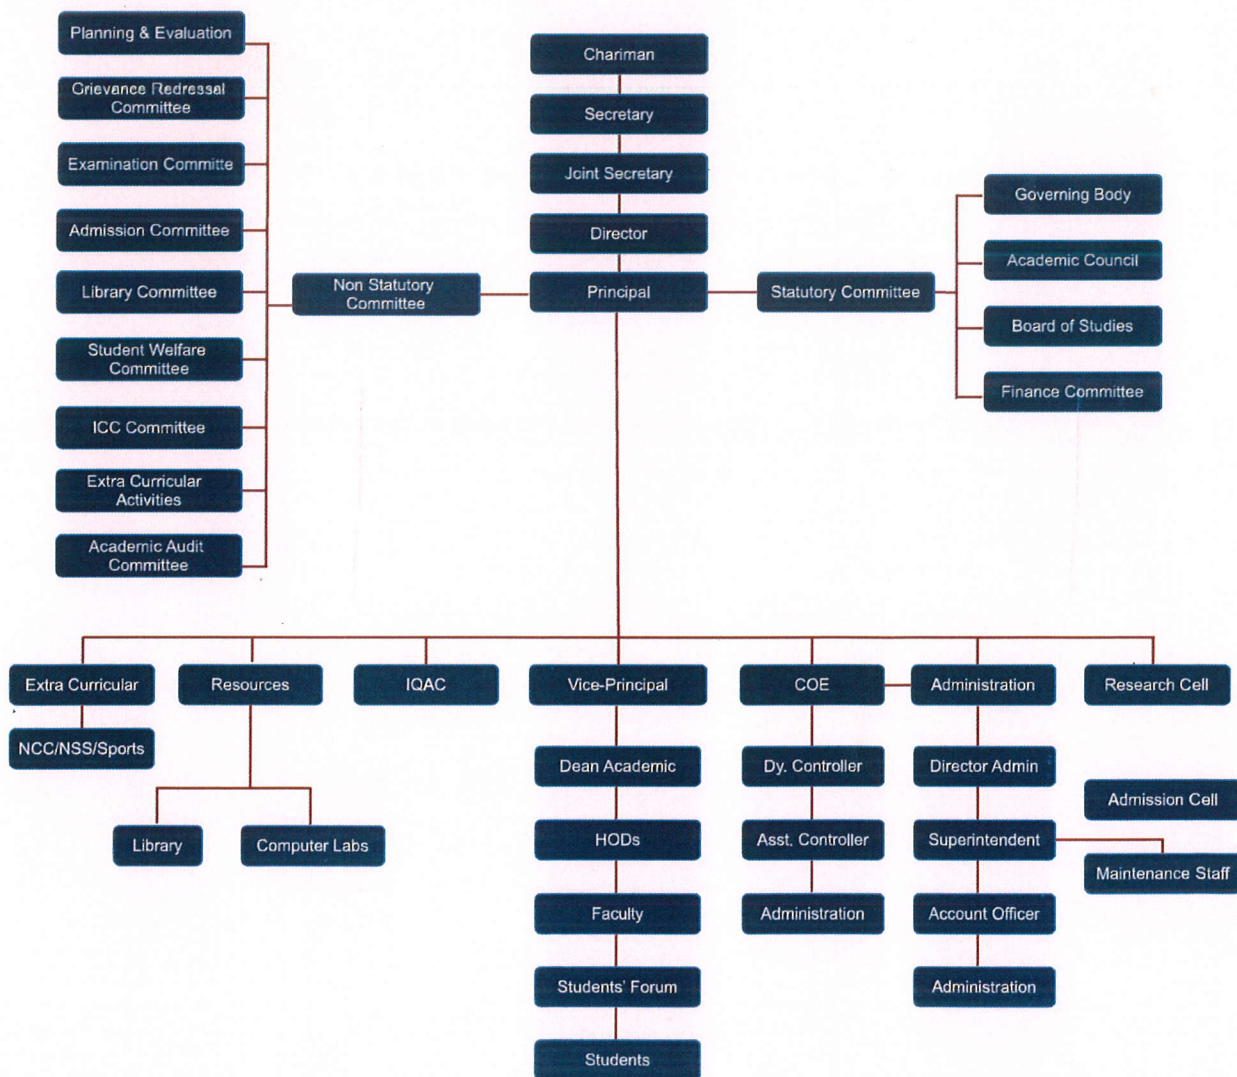 Planning & Evaluation
Grievance Redressal
Committee
Examination Committe
Admission Committee
Library Committee
Student Welfare
Committee
ICC Committee
Extra Curricular
Activities
Academic Audit
Committee
Chariman
Secretary
Joint Secretary
Director
Principal
Non Statutory
Committee
Statutory Committee
Governing Body
Academic Council
Board of Studies
Finance Committee
Extra Curricular
Resources
IQAC
Vice-Principal
COE
Administration
Research Cell
NCC/NSS/Sports
Library
Computer Labs
Dean Academic
HODs
Faculty
Students' Forum
Students
Dy. Controller
Asst. Controller
Administration
Director Admin
Superintendent
Account Officer
Administration
Admission Cell
Maintenance Staff